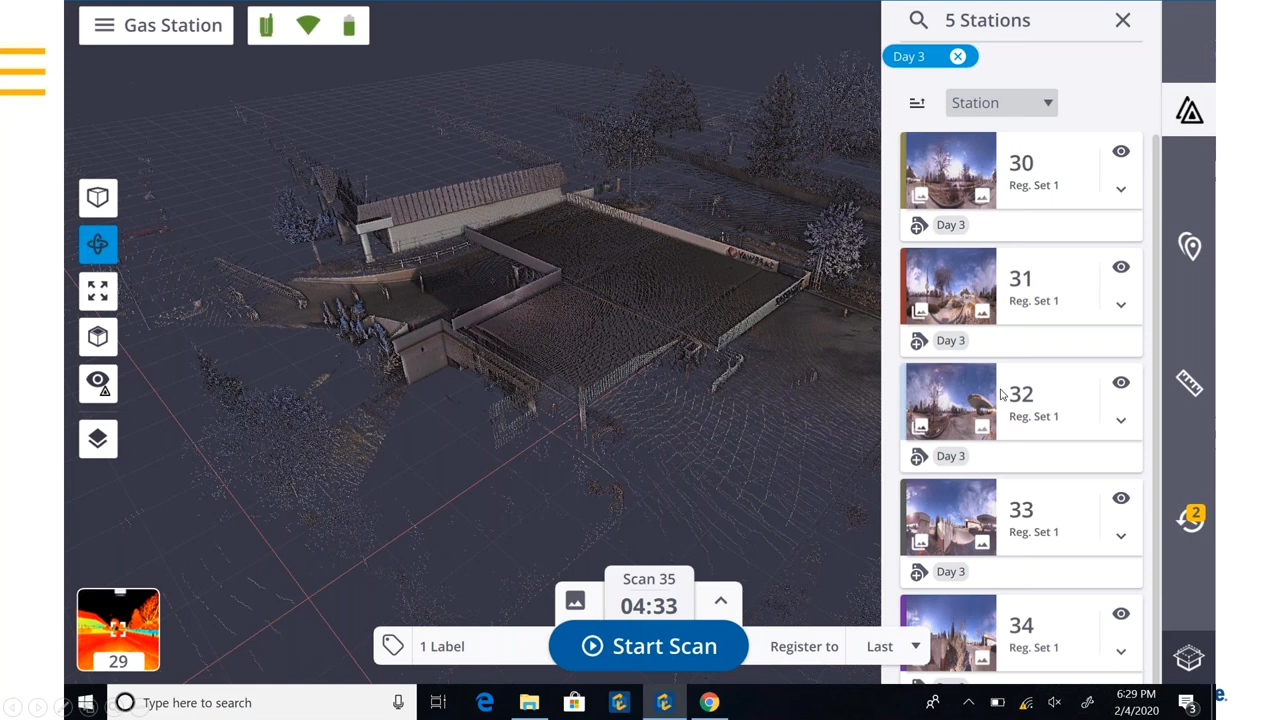 Gas Station
5 Stations
Day 3
Station
30
Reg. Set 1
Day 3
31
Reg. Set 1
Day 3
32
Reg. Set 1
Day 3
33
Reg. Set 1
Day 3
34
Reg. Set 1
2
29
Scan 35
04:33
1 Label
Start Scan
Register to
Last
Type here to search
6:29 PM
2/4/2020
3
e.